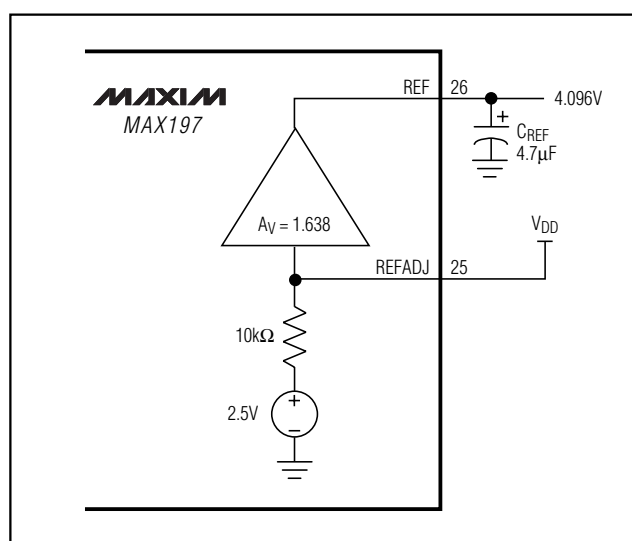 REF 26 4.096V
MAXIM
MAX197
+
CREF
4.7µF
AV = 1.638
VDD
REFADJ 25
10kΩ
+
2.5V
−